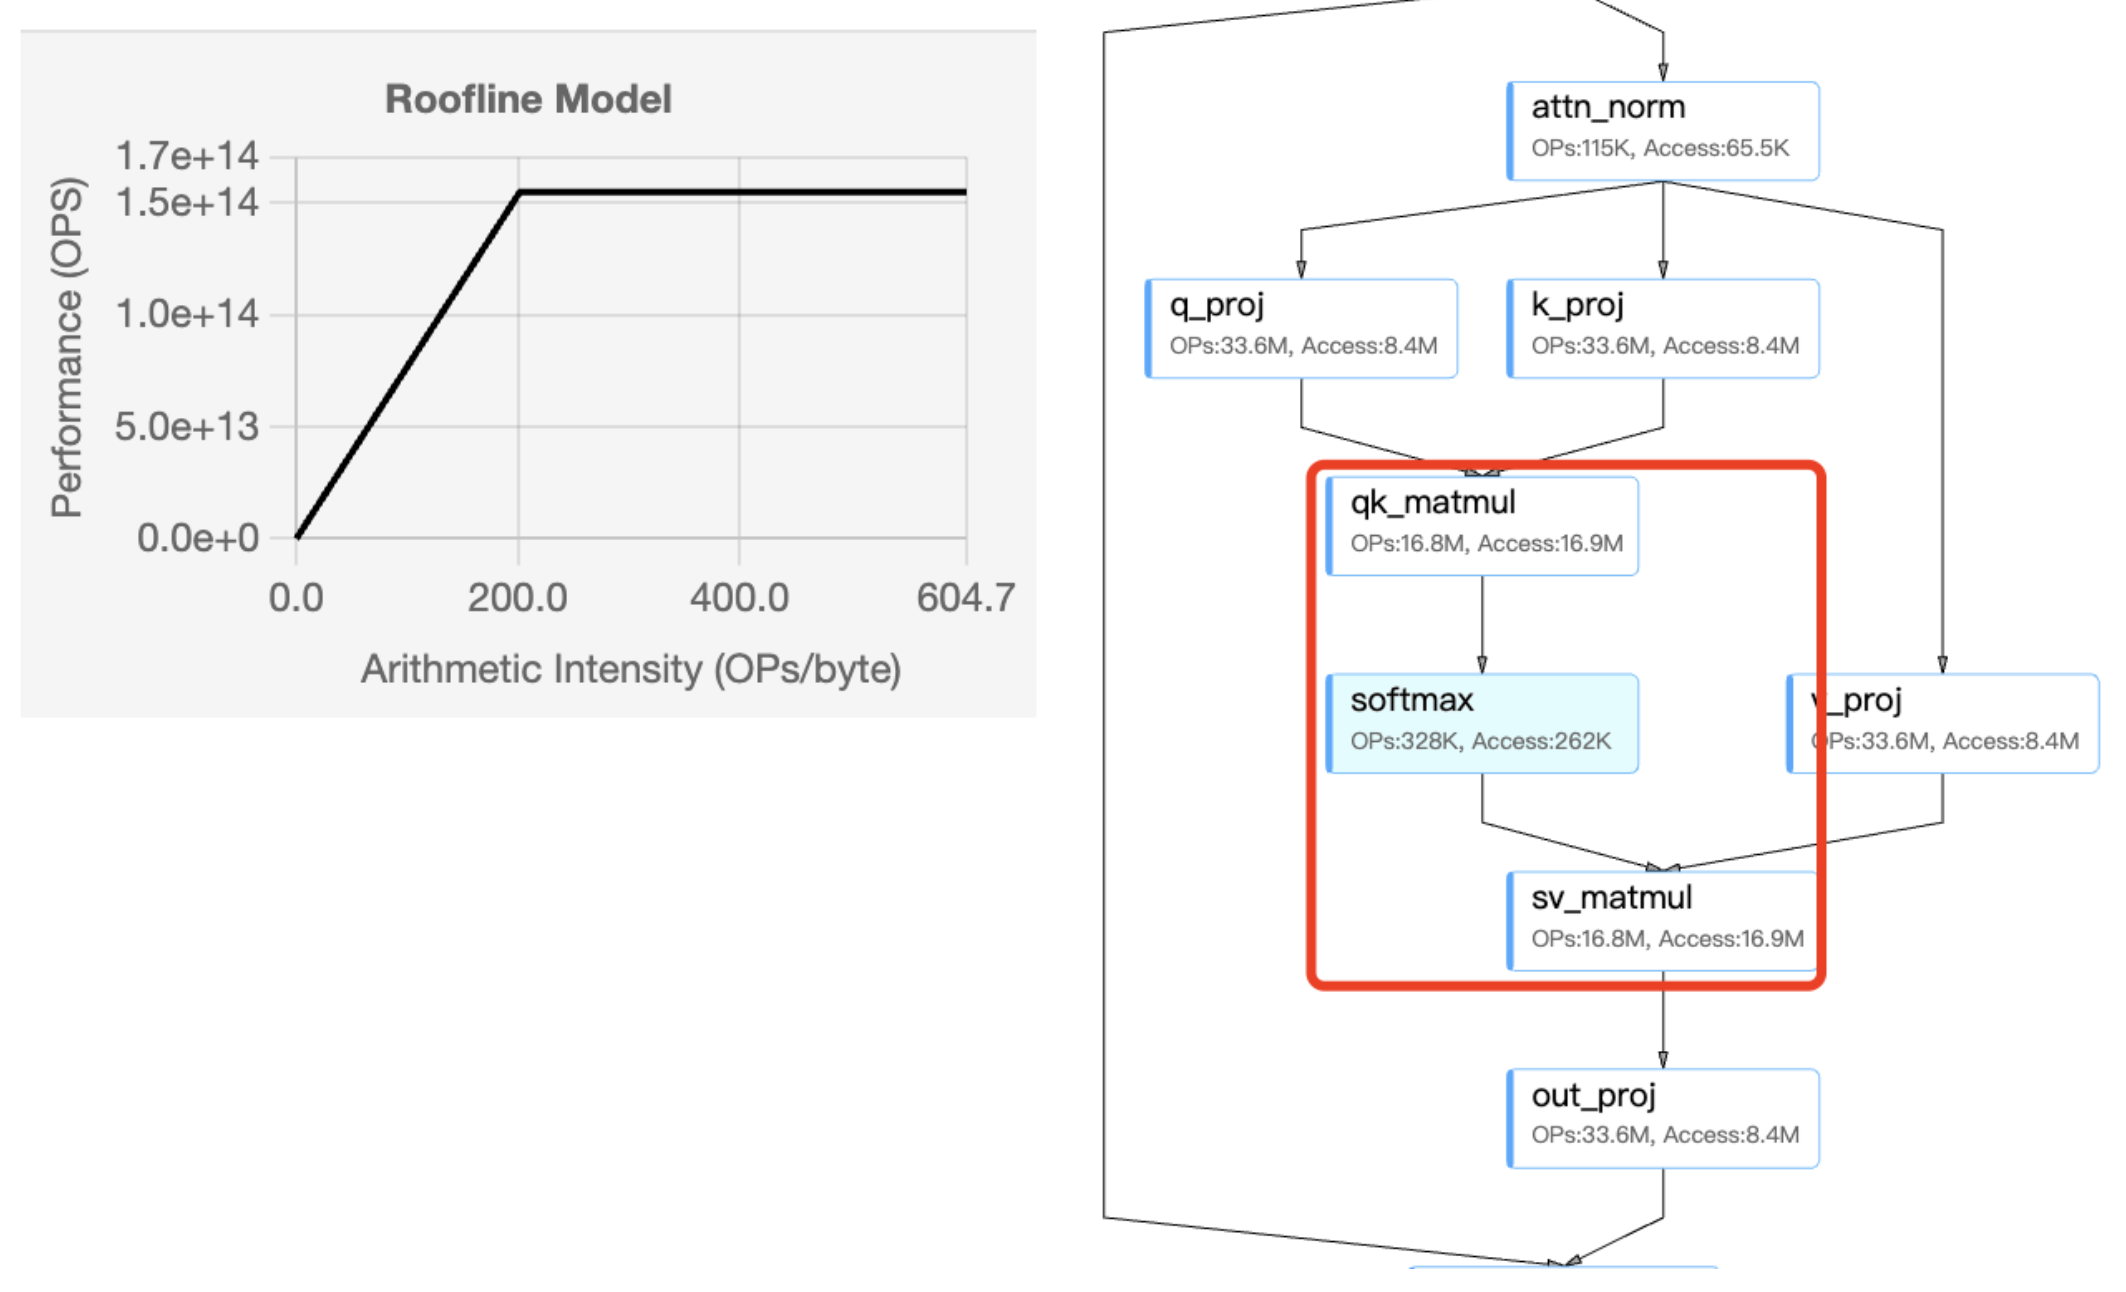 Roofline Model
1.7e+14
1.5e+14
1.0e+14
5.0e+13
0.0e+0
Performance (OPS)
0.0
200.0
400.0
604.7
Arithmetic Intensity (OPs/byte)
attn_norm
OPs:115K, Access:65.5K
q_proj
OPs:33.6M, Access:8.4M
k_proj
OPs:33.6M, Access:8.4M
qk_matmul
OPs:16.8M, Access:16.9M
softmax
OPs:328K, Access:262K
v_proj
OPs:33.6M, Access:8.4M
sv_matmul
OPs:16.8M, Access:16.9M
out_proj
OPs:33.6M, Access:8.4M